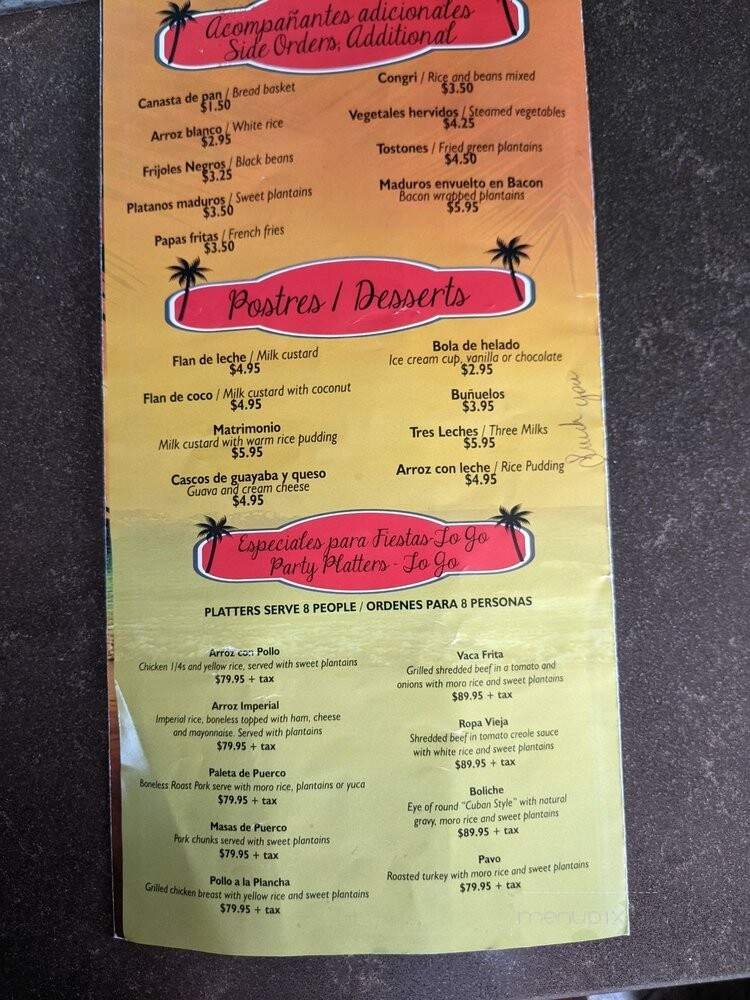 Acompañantes adicionales
Side Orders, Additional
Canasta de pan / Bread basket
$1.50
Arroz blanco / White rice
$2.95
Frijoles Negros / Black beans
$3.25
Platanos maduros / Sweet plantains
$3.50
Papas fritas / French fries
$3.50
Congri / Rice and beans mixed
$3.50
Vegetales hervidos / Steamed vegetables
$4.25
Tostones / Fried green plantains
$4.50
Maduros envuelto en Bacon
Bacon wrapped plantains
$5.95
Postres / Desserts
Flan de leche / Milk custard
$4.95
Flan de coco / Milk custard with coconut
$4.95
Matrimonio
Milk custard with warm rice pudding
$5.95
Cascos de guayaba y queso
Guava and cream cheese
$4.95
Bola de helado
Ice cream cup, vanilla or chocolate
$2.95
Buñuelos
$3.95
Tres Leches / Three Milks
$5.95
Arroz con leche / Rice Pudding
$4.95
you
Especiales para Fiestas-To Go
Party Platters - To Go
PLATTERS SERVE 8 PEOPLE / ORDENES PARA 8 PERSONAS
Arroz con Pollo
Chicken 1/4s and yellow rice, served with sweet plantains
$79.95 + tax
Arroz Imperial
Imperial rice, boneless topped with ham, cheese
and mayonnaise. Served with plantains
$79.95 + tax
Paleta de Puerco
Boneless Roast Pork serve with moro rice, plantains or yuca
$79.95 + tax
Masas de Puerco
Pork chunks served with sweet plantains
$79.95 + tax
Pollo a la Plancha
Grilled chicken breast with yellow rice and sweet plantains
$79.95 + tax
Vaca Frita
Grilled shredded beef in a tomato and
onions with moro rice and sweet plantains
$89.95 + tax
Ropa Vieja
Shredded beef in tomato creole sauce
with white rice and sweet plantains
$89.95 + tax
Boliche
Eye of round "Cuban Style" with natural
gravy, moro rice and sweet plantains
$89.95 + tax
Pavo
Roasted turkey with moro rice and sweet plantains
$79.95 + tax
menupix